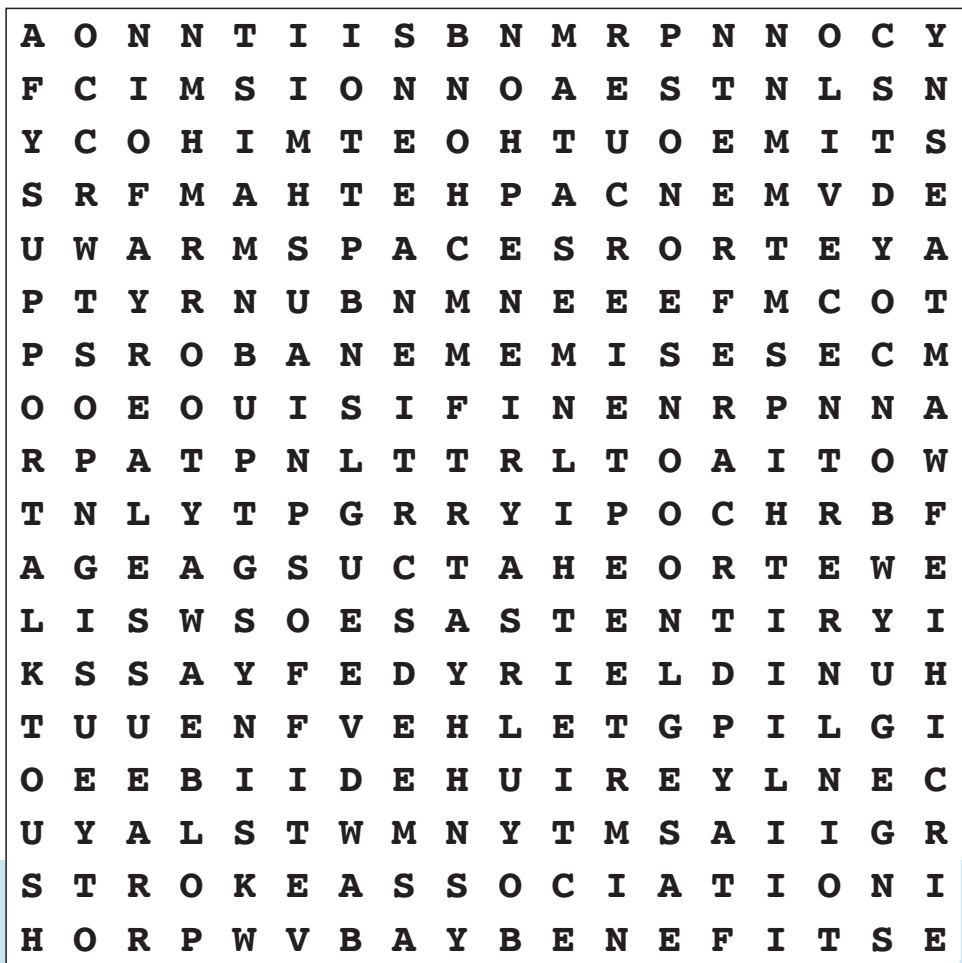 A O N N T I I S B N M R P N N O C Y
F C I M S I O N N O A E S T N L S N
Y C O H I M T E O H T U O E M I T S
S R F M A H T E H P A C N E M V D E
U W A R M S P A C E S R O R T E Y A
P T Y R N U B N M N E E E F M C O T
P S R O B A N E M E M I S E S E C M
O O E O U I S I F I N E N R P N N A
R P A T P N L T T R L T O A I T O W
T N L Y T P G R R Y I P O C H R B F
A G E A G S U C T A H E O R T E W E
L I S W S O E S A S T E N T I R Y I
K S S A Y F E D Y R I E L D I N U H
T U U E N F V E H L E T G P I L G I
O E E B I I D E H U I R E Y L N E C
U Y A L S T W M N Y T M S A I I G R
S T R O K E A S S O C I A T I O N I
H O R P W V B A Y B E N E F I T S E